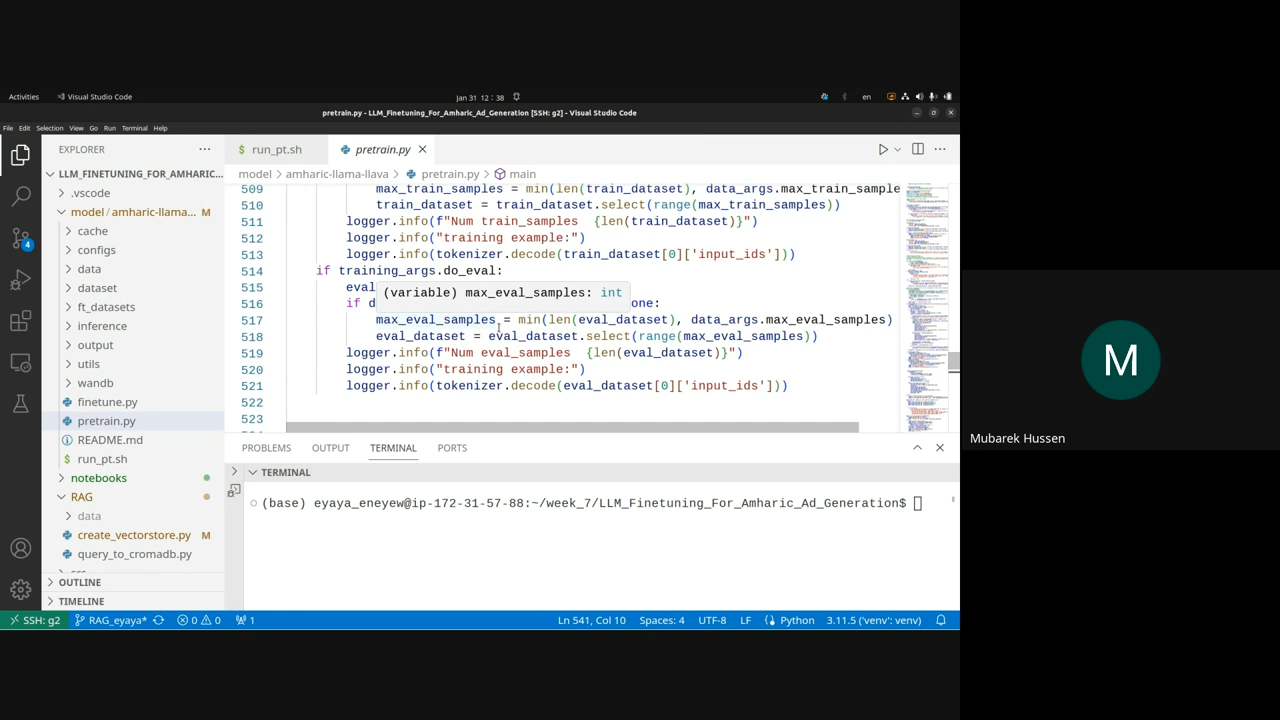 Activities
Visual Studio Code
Jan 31 12:38
en
pretrain.py - LLM_Finetuning_For_Amharic_Ad_Generation [SSH: g2] - Visual Studio Code
File Edit Selection View Go Run Terminal Help
EXPLORER
LLM_FINETUNING_FOR_AMHARIC...
.vscode
model / amharic-llama... M
cache
configs
data
dataset
ft_datasets
inference
output
utils
wandb
finetune.py
pretrain.py
README.md
run_pt.sh
notebooks
RAG
data
create_vectorstore.py M
query_to_cromadb.py
OUTLINE
TIMELINE
4
run_pt.sh
pretrain.py
model > amharic-llama-llava > pretrain.py > main
509 max_train_samples = min(len(train_dataset), data_args.max_train_sample
510 train_dataset = train_dataset.select(range(max_train_samples))
511 logger.info(f"Num train_samples {len(train_dataset)}")
512 logger.info("training example:")
513 logger.info(tokenizer.decode(train_dataset[0]['input_ids']))
514 if training_args.do_eval:
515 eval
(variable) max_eval_samples: int
516 if d one:
517 max_eval_samples = min(len(eval_dataset), data_args.max_eval_samples)
518 eval_dataset = eval_dataset.select(range(max_eval_samples))
519 logger.info(f"Num eval_samples {len(eval_dataset)}")
520 logger.info("training example:")
521 logger.info(tokenizer.decode(eval_dataset[0]['input_ids']))
522
523
PROBLEMS OUTPUT TERMINAL PORTS
TERMINAL
(base) eyaya_eneyew@ip-172-31-57-88:~/week_7/LLM_Finetuning_For_Amharic_Ad_Generation$
SSH: g2 RAG_eyaya* 0 0 1 Ln 541, Col 10 Spaces: 4 UTF-8 LF Python 3.11.5 ('venv': venv)
M
Mubarek Hussen